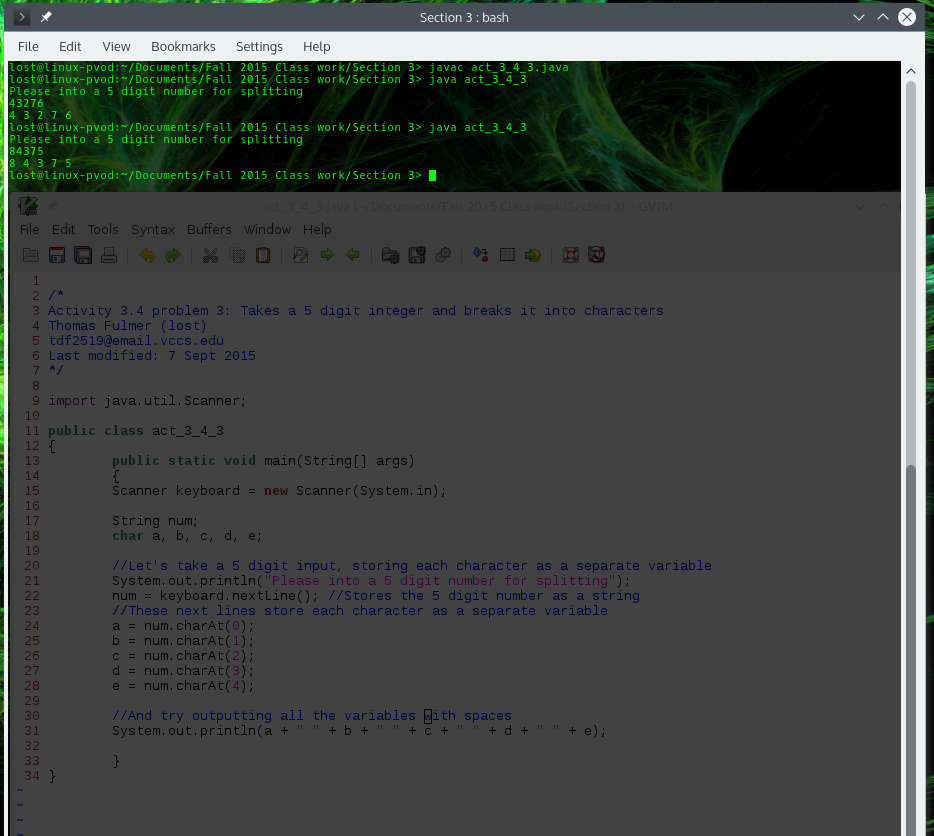 Section 3 : bash
File Edit View Bookmarks Settings Help
lost@linux-pvod:~/Documents/Fall 2015 Class work/Section 3> javac act_3_4_3.java
lost@linux-pvod:~/Documents/Fall 2015 Class work/Section 3> java act_3_4_3
Please into a 5 digit number for splitting
43276
4 3 2 7 6
lost@linux-pvod:~/Documents/Fall 2015 Class work/Section 3> java act_3_4_3
Please into a 5 digit number for splitting
84375
8 4 3 7 5
lost@linux-pvod:~/Documents/Fall 2015 Class work/Section 3>
act_3_4_3.java (~/Documents/Fall 2015 Class work/Section 3) - GVIM
File Edit Tools Syntax Buffers Window Help
1
2 /*
3 Activity 3.4 problem 3: Takes a 5 digit integer and breaks it into characters
4 Thomas Fulmer (lost)
5 tdf2519@email.vccs.edu
6 Last modified: 7 Sept 2015
7 */
8
9 import java.util.Scanner;
10
11 public class act_3_4_3
12 {
13 public static void main(String[] args)
14 {
15 Scanner keyboard = new Scanner(System.in);
16
17 String num;
18 char a, b, c, d, e;
19
20 //Let's take a 5 digit input, storing each character as a separate variable
21 System.out.println("Please into a 5 digit number for splitting");
22 num = keyboard.nextLine(); //Stores the 5 digit number as a string
23 //These next lines store each character as a separate variable
24 a = num.charAt(0);
25 b = num.charAt(1);
26 c = num.charAt(2);
27 d = num.charAt(3);
28 e = num.charAt(4);
29
30 //And try outputting all the variables with spaces
31 System.out.println(a + " " + b + " " + c + " " + d + " " + e);
32
33 }
34 }
~
~
~
~